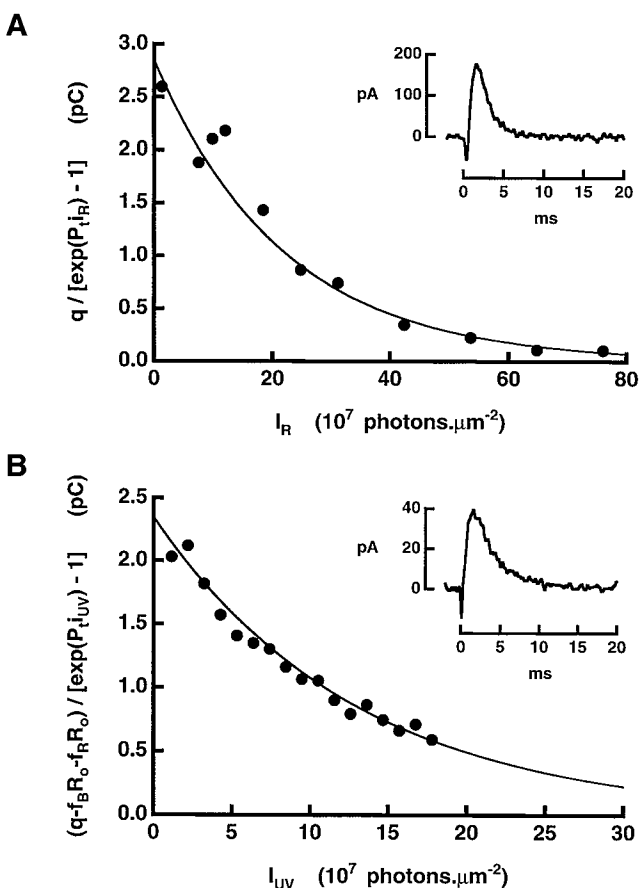 A
q / [exp(PₜiR) - 1] (pC)
3.0
2.5
2.0
1.5
1.0
0.5
0.0
0 20 40 60 80
IR (10⁷ photons.μm⁻²)
pA
200
100
0
0 5 10 15 20
ms
B
(q-fBRo-fRRo) / [exp(PₜiUV) - 1] (pC)
2.5
2.0
1.5
1.0
0.5
0.0
0 5 10 15 20 25 30
IUV (10⁷ photons.μm⁻²)
pA
40
20
0
0 5 10 15 20
ms